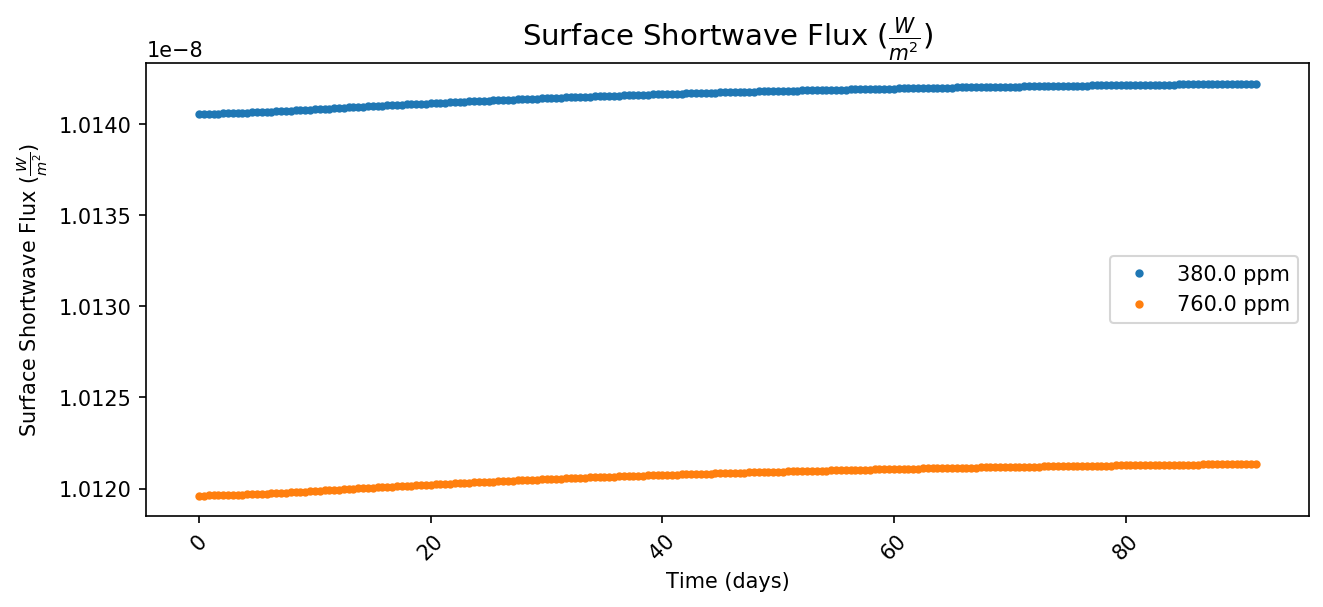 Surface Shortwave Flux (W/m²)
1e−8
1.0140
1.0135
1.0130
1.0125
1.0120
Surface Shortwave Flux (W/m²)
380.0 ppm
760.0 ppm
0
20
40
60
80
Time (days)